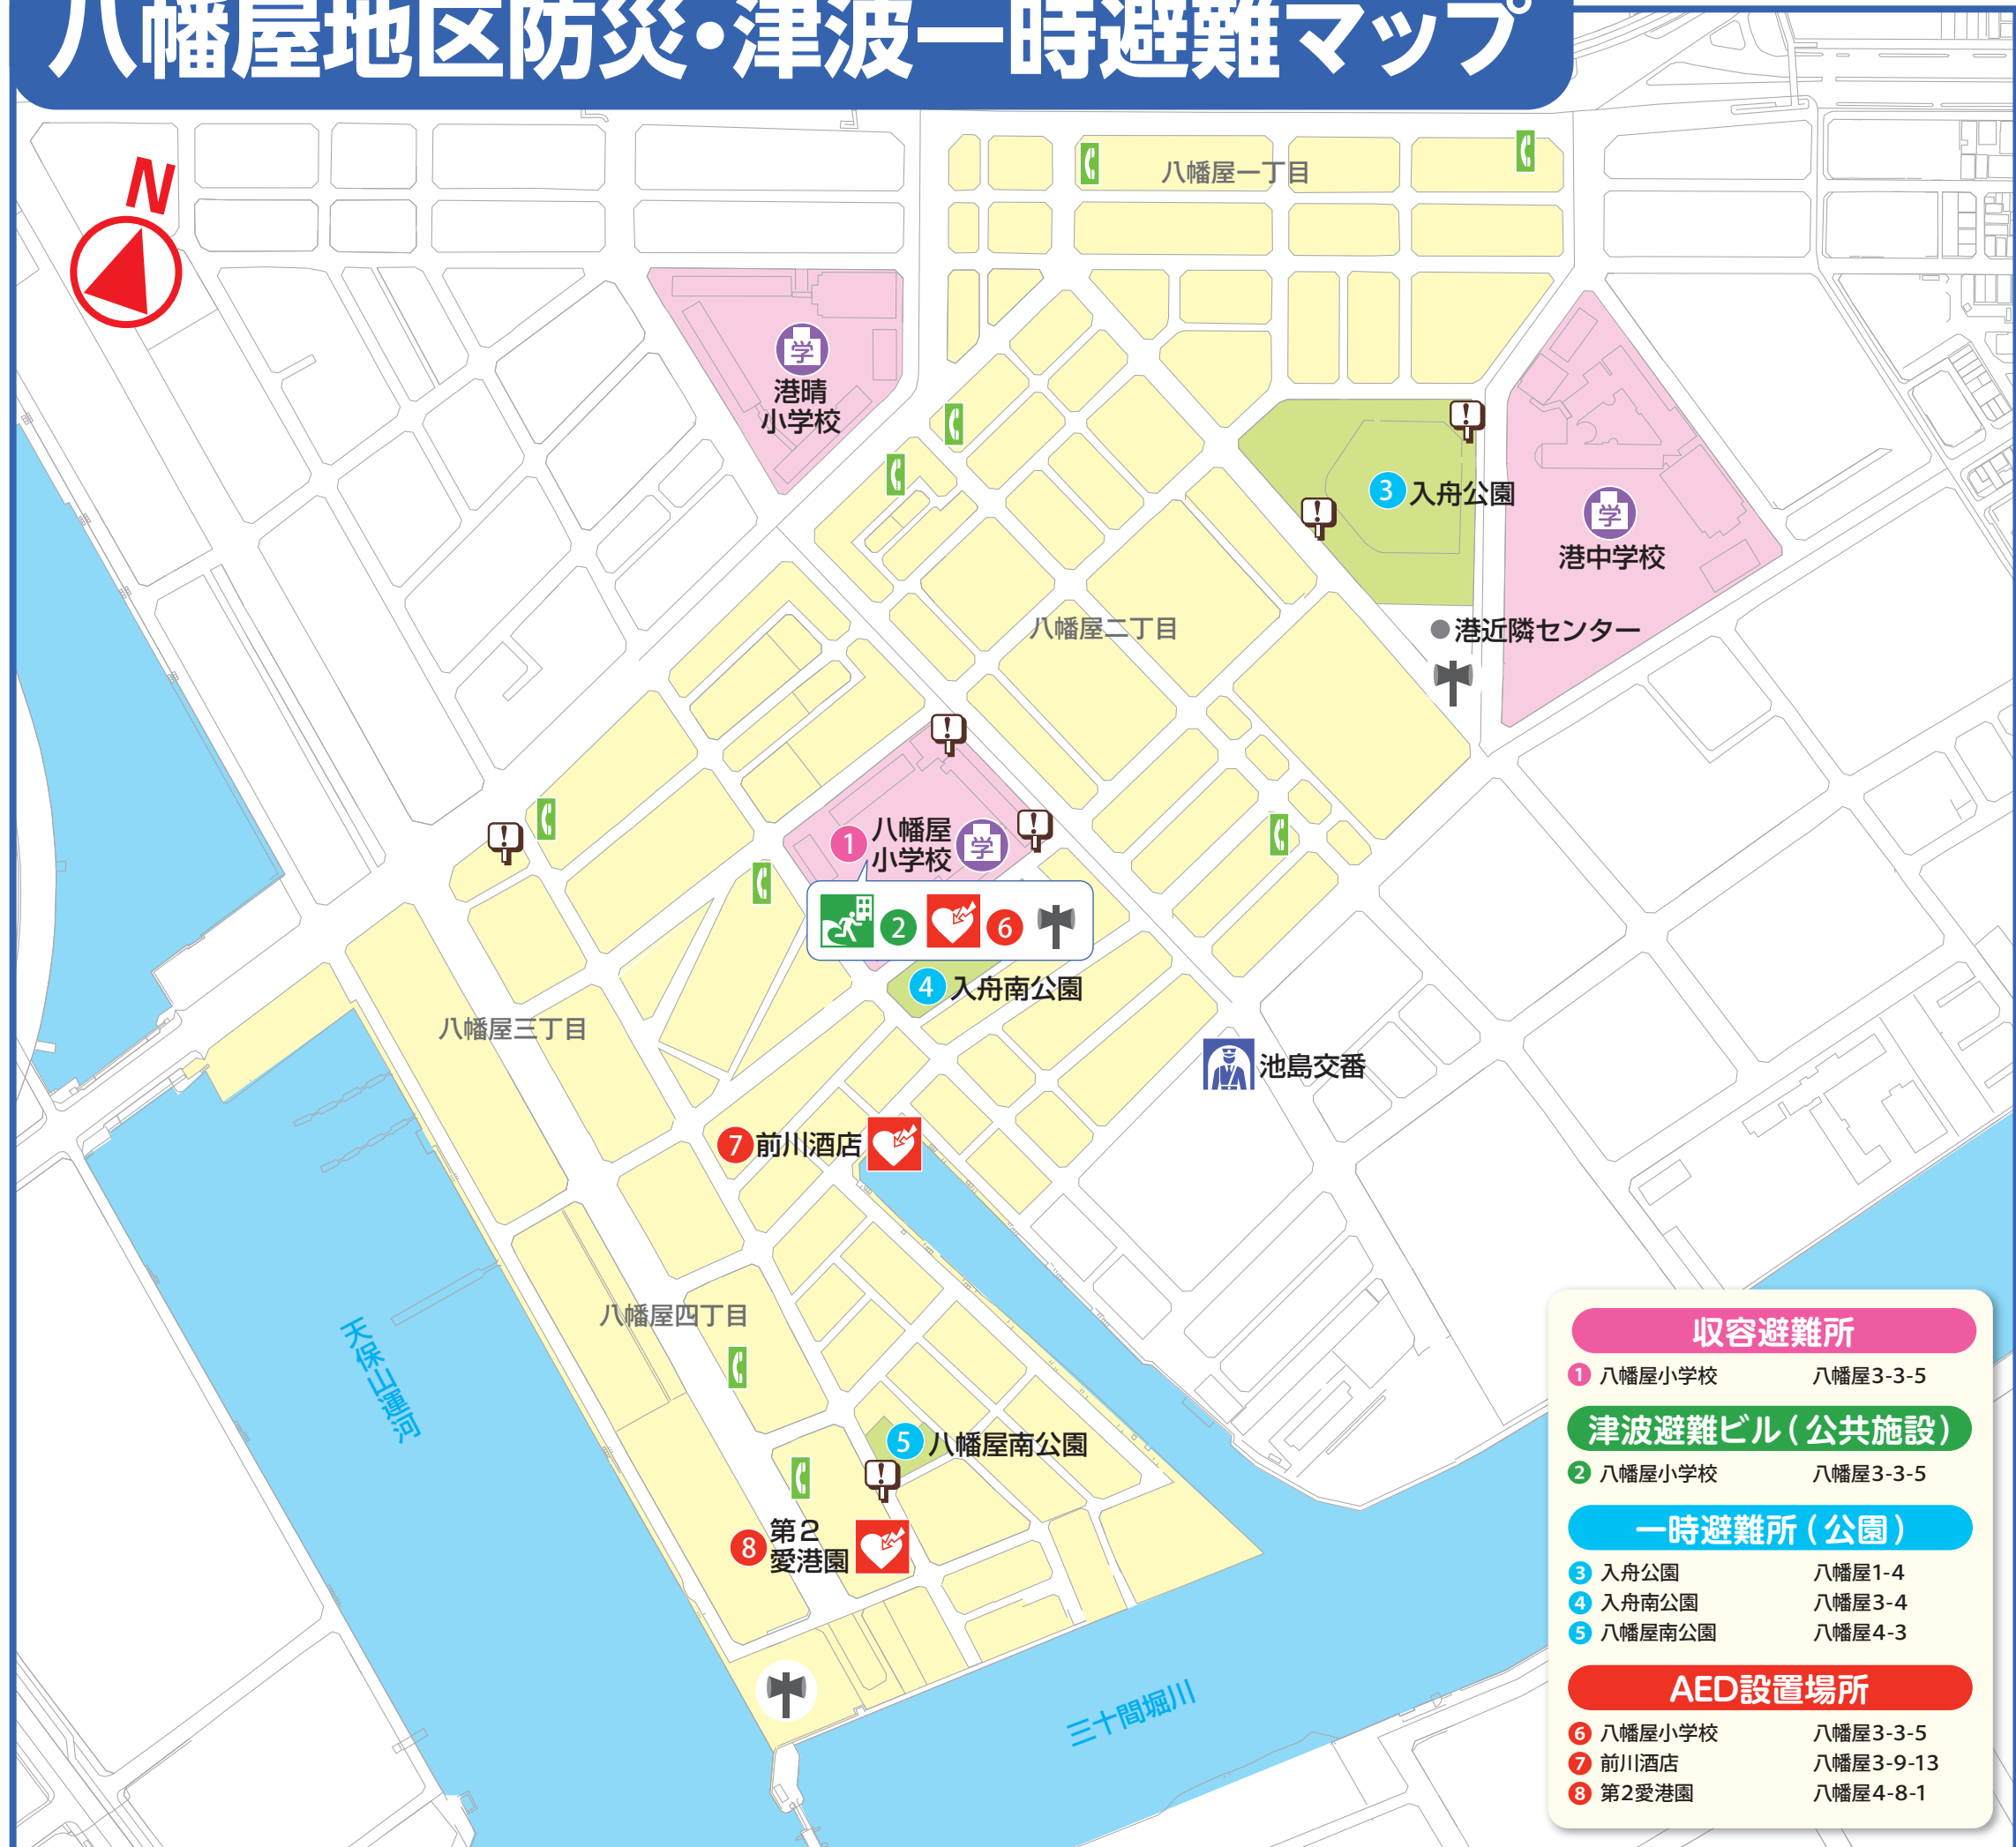 八幡屋地区防災・津波一時避難マップ
N
八幡屋一丁目
学
港晴
小学校
3 入舟公園
学
港中学校
八幡屋二丁目
港近隣センター
1 八幡屋
小学校
学
2
6
4 入舟南公園
八幡屋三丁目
池島交番
7 前川酒店
八幡屋四丁目
天保山運河
5 八幡屋南公園
8 第2
愛港園
三十間堀川
収容避難所
1 八幡屋小学校 八幡屋3-3-5
津波避難ビル（公共施設）
2 八幡屋小学校 八幡屋3-3-5
一時避難所（公園）
3 入舟公園 八幡屋1-4
4 入舟南公園 八幡屋3-4
5 八幡屋南公園 八幡屋4-3
AED設置場所
6 八幡屋小学校 八幡屋3-3-5
7 前川酒店 八幡屋3-9-13
8 第2愛港園 八幡屋4-8-1